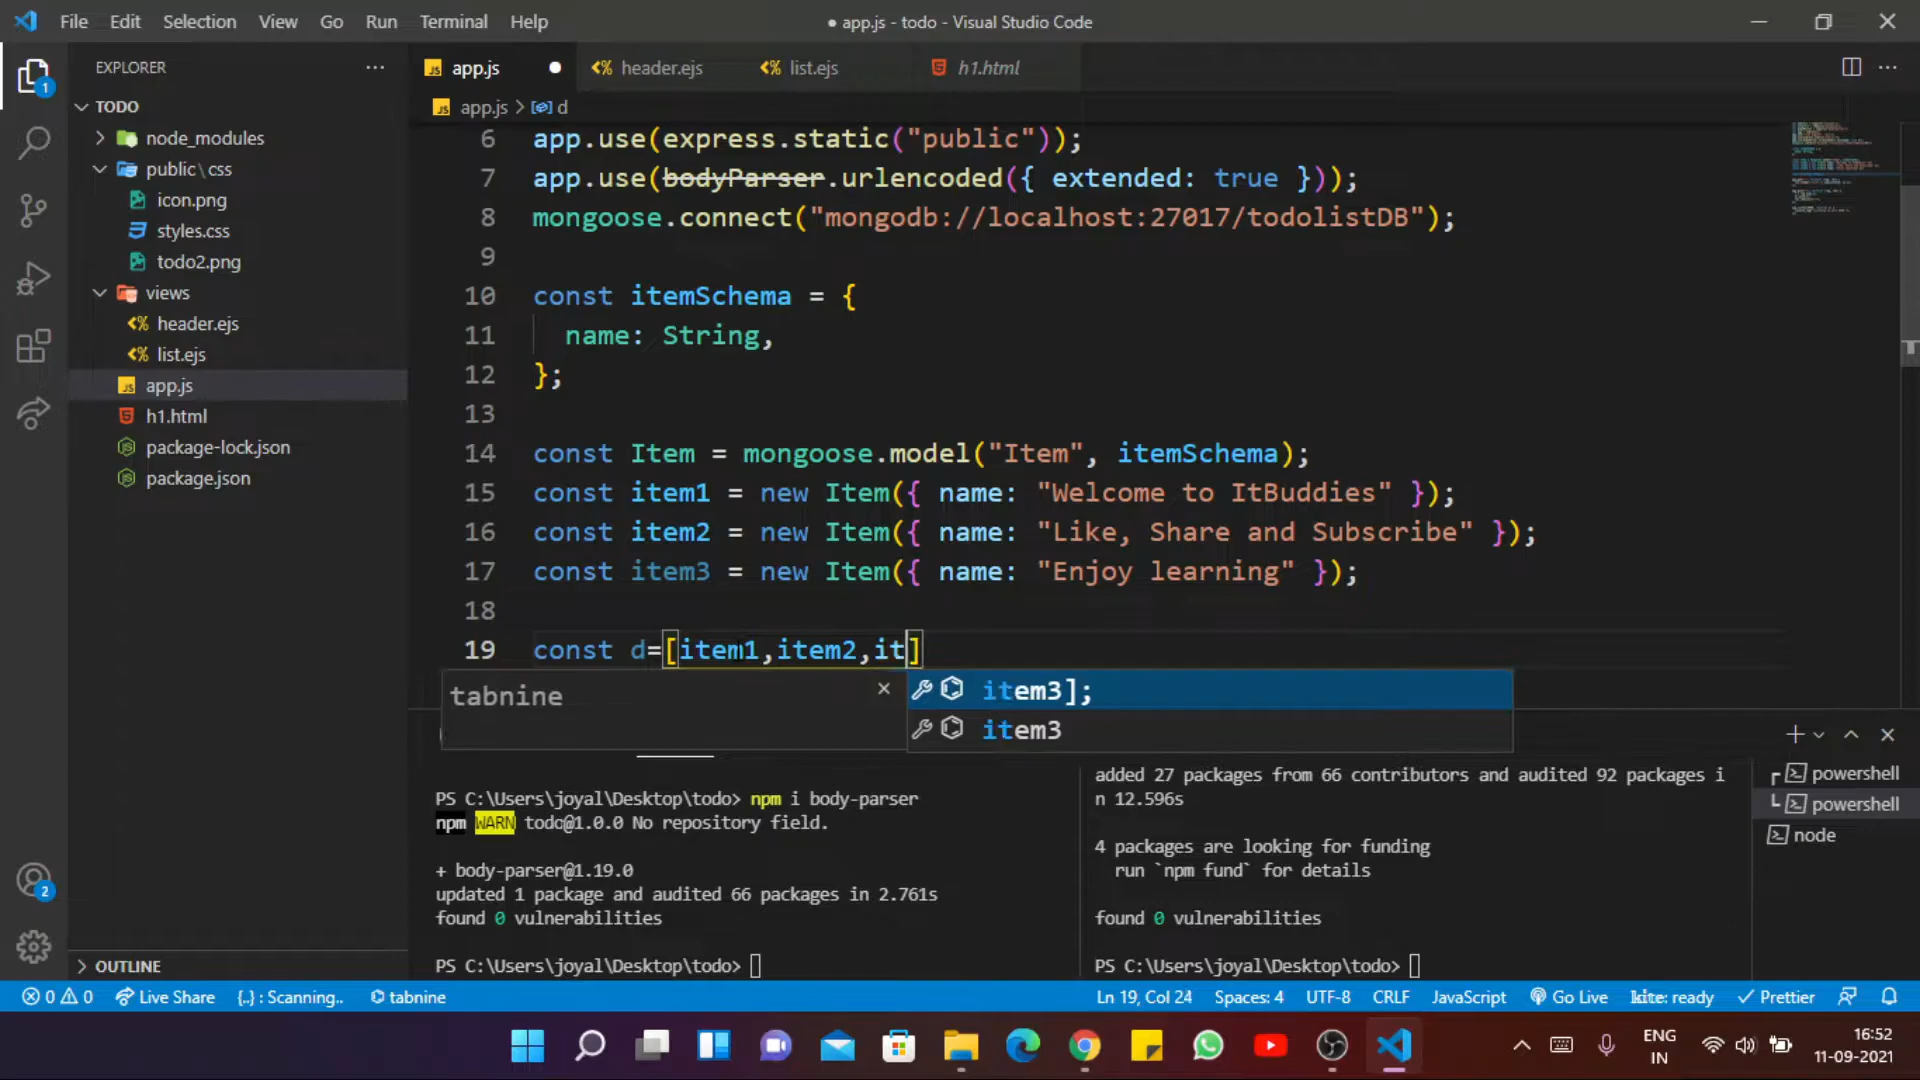 File Edit Selection View Go Run Terminal Help
● app.js - todo - Visual Studio Code
EXPLORER
TODO
node_modules
public\css
icon.png
styles.css
todo2.png
views
header.ejs
list.ejs
app.js
h1.html
package-lock.json
package.json
OUTLINE
app.js
header.ejs
list.ejs
h1.html
app.js > d
6 app.use(express.static("public"));
7 app.use(bodyParser.urlencoded({ extended: true }));
8 mongoose.connect("mongodb://localhost:27017/todolistDB");
9
10 const itemSchema = {
11 name: String,
12 };
13
14 const Item = mongoose.model("Item", itemSchema);
15 const item1 = new Item({ name: "Welcome to ItBuddies" });
16 const item2 = new Item({ name: "Like, Share and Subscribe" });
17 const item3 = new Item({ name: "Enjoy learning" });
18
19 const d=[item1,item2,it]
tabnine
item3];
item3
PS C:\Users\joyal\Desktop\todo> npm i body-parser
npm WARN todo@1.0.0 No repository field.
+ body-parser@1.19.0
updated 1 package and audited 66 packages in 2.761s
found 0 vulnerabilities
PS C:\Users\joyal\Desktop\todo>
added 27 packages from 66 contributors and audited 92 packages i
n 12.596s
4 packages are looking for funding
run `npm fund` for details
found 0 vulnerabilities
PS C:\Users\joyal\Desktop\todo>
powershell
powershell
node
1
2
0 0 Live Share {..} : Scanning.. tabnine
Ln 19, Col 24 Spaces: 4 UTF-8 CRLF JavaScript Go Live kite: ready Prettier
ENG
IN
16:52
11-09-2021